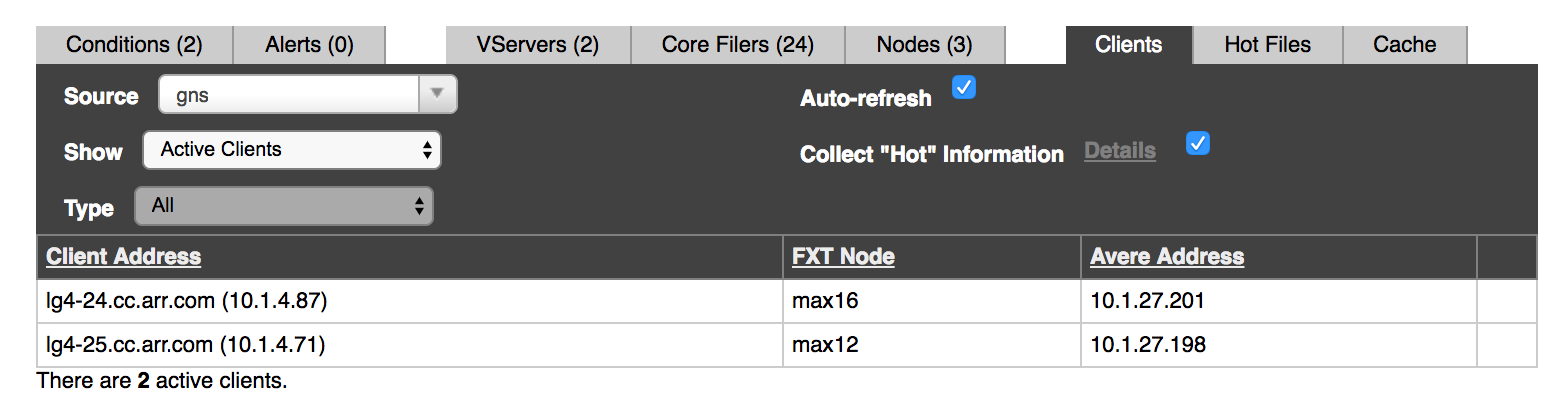 Conditions (2) Alerts (0) VServers (2) Core Filers (24) Nodes (3) Clients Hot Files Cache
Source gns Auto-refresh
Show Active Clients Collect "Hot" Information Details
Type All
Client Address FXT Node Avere Address
lg4-24.cc.arr.com (10.1.4.87) max16 10.1.27.201
lg4-25.cc.arr.com (10.1.4.71) max12 10.1.27.198
There are 2 active clients.